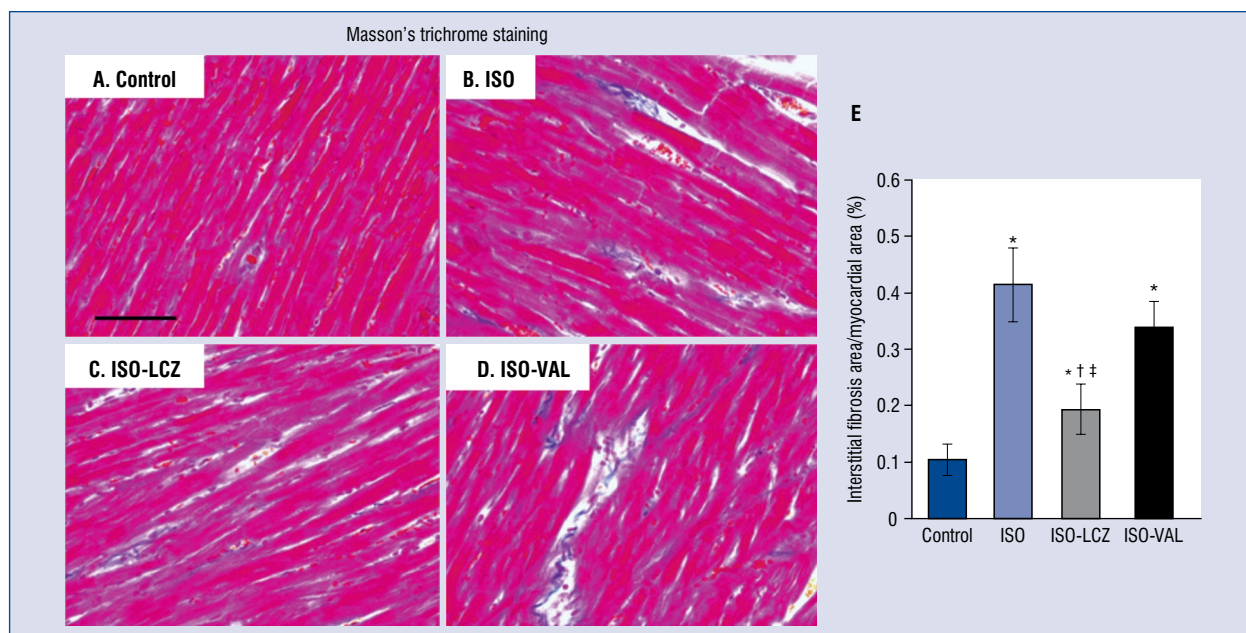 Masson's trichrome staining
A. Control
B. ISO
C. ISO-LCZ
D. ISO-VAL
E
Interstitial fibrosis area/myocardial area (%)
0.6
0.5
0.4
0.3
0.2
0.1
0
*
* † ‡
*
Control ISO ISO-LCZ ISO-VAL